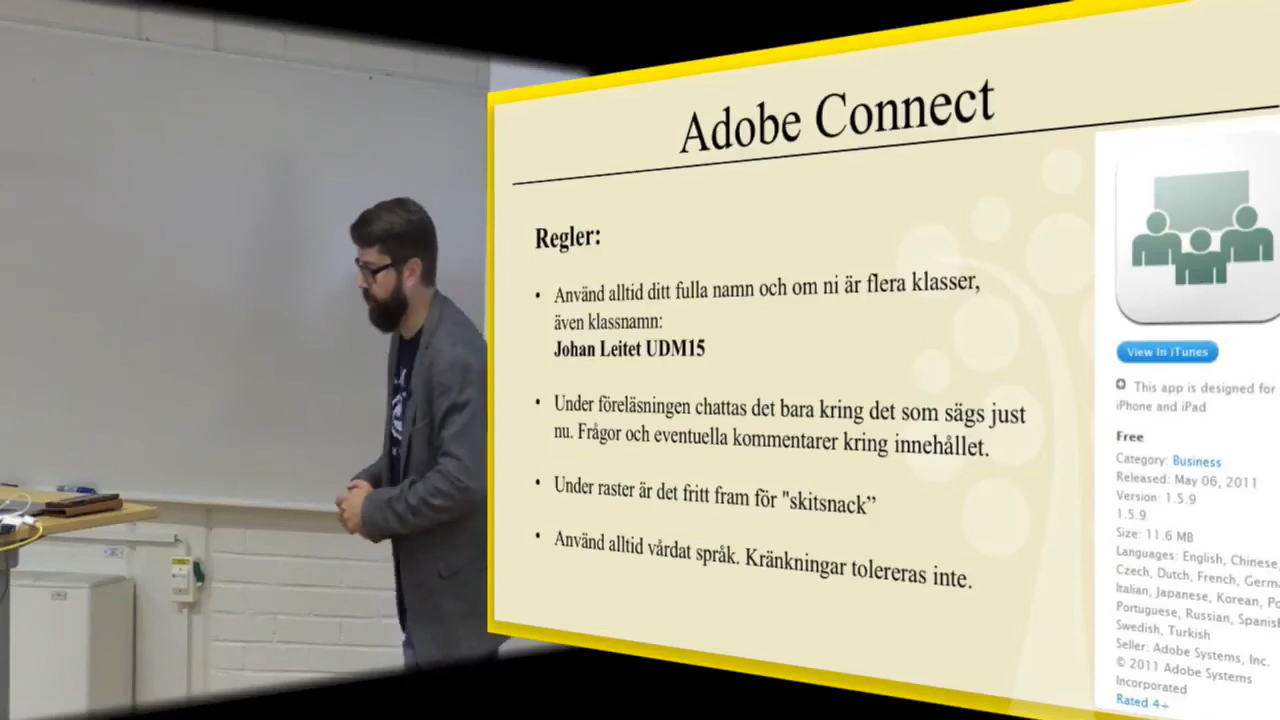 Adobe Connect
Regler:
• Använd alltid ditt fulla namn och om ni är flera klasser,
även klassnamn:
Johan Leitet UDM15
• Under föreläsningen chattas det bara kring det som sägs just
nu. Frågor och eventuella kommentarer kring innehållet.
• Under raster är det fritt fram för "skitsnack”
• Använd alltid vårdat språk. Kränkningar tolereras inte.
View In iTunes
This app is designed for
iPhone and iPad
Free
Category: Business
Released: May 06, 2011
Version: 1.5.9
1.5.9
Size: 11.6 MB
Languages: English, Chinese,
Czech, Dutch, French, Germa
Italian, Japanese, Korean, Po
Portuguese, Russian, Spanish
Swedish, Turkish
Seller: Adobe Systems, Inc.
© 2011 Adobe Systems
Incorporated
Rated 4+